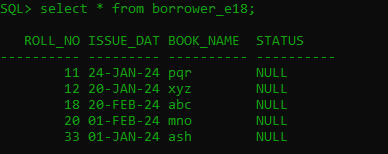 SQL> select * from borrower_e18;
ROLL_NO ISSUE_DAT BOOK_NAME  STATUS
---------- --------- ---------- ----------
11 24-JAN-24 pqr        NULL
12 20-JAN-24 xyz        NULL
18 20-FEB-24 abc        NULL
20 01-FEB-24 mno        NULL
33 01-JAN-24 ash        NULL